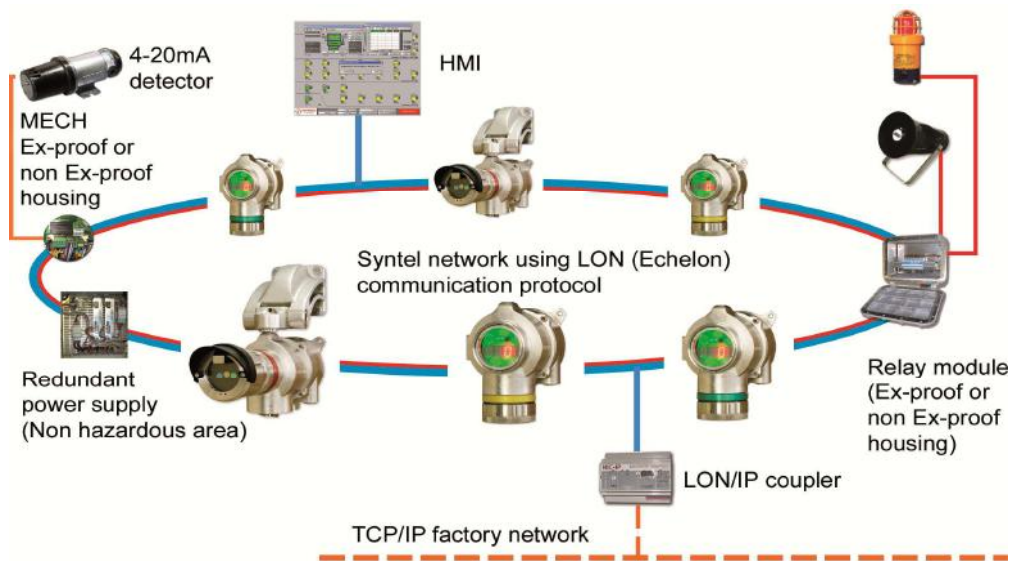 4-20mA
detector
HMI
MECH
Ex-proof or
non Ex-proof
housing
Syntel network using LON (Echelon)
communication protocol
Redundant
power supply
(Non hazardous area)
Relay module
(Ex-proof or
non Ex-proof
housing)
LON/IP coupler
TCP/IP factory network